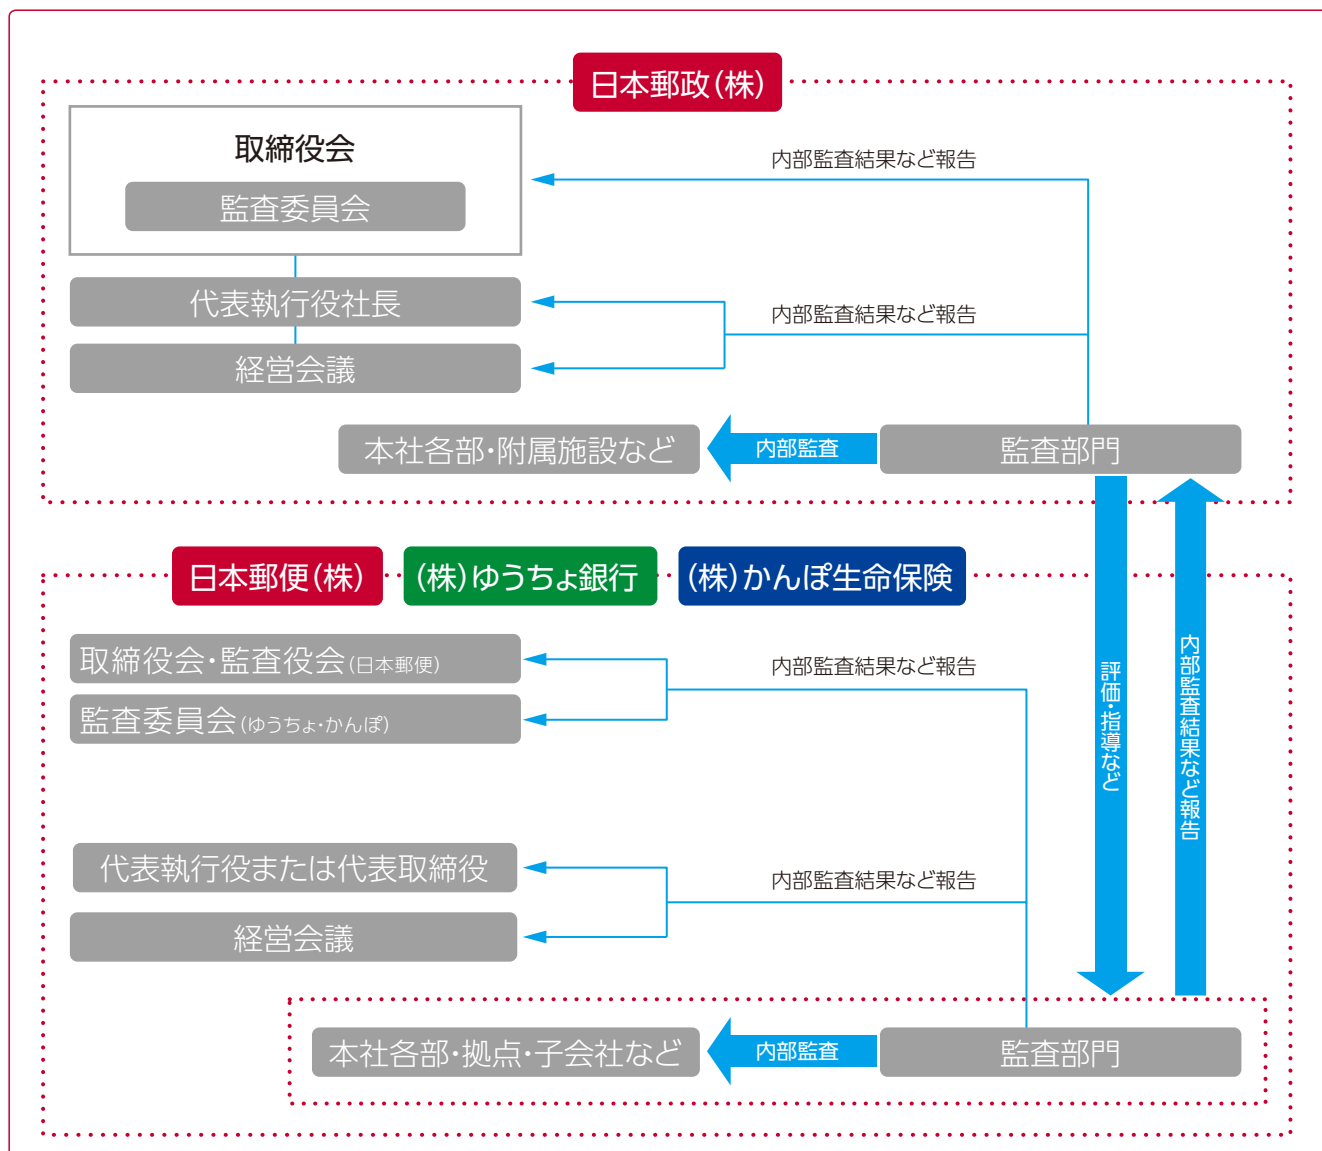 日本郵政(株)
取締役会
監査委員会
内部監査結果など報告
代表執行役社長
内部監査結果など報告
経営会議
本社各部・附属施設など
内部監査
監査部門
日本郵便(株)
(株)ゆうちょ銀行
(株)かんぽ生命保険
取締役会・監査役会(日本郵便)
内部監査結果など報告
監査委員会(ゆうちょ・かんぽ)
評価・指導など
内部監査結果など報告
代表執行役または代表取締役
内部監査結果など報告
経営会議
本社各部・拠点・子会社など
内部監査
監査部門